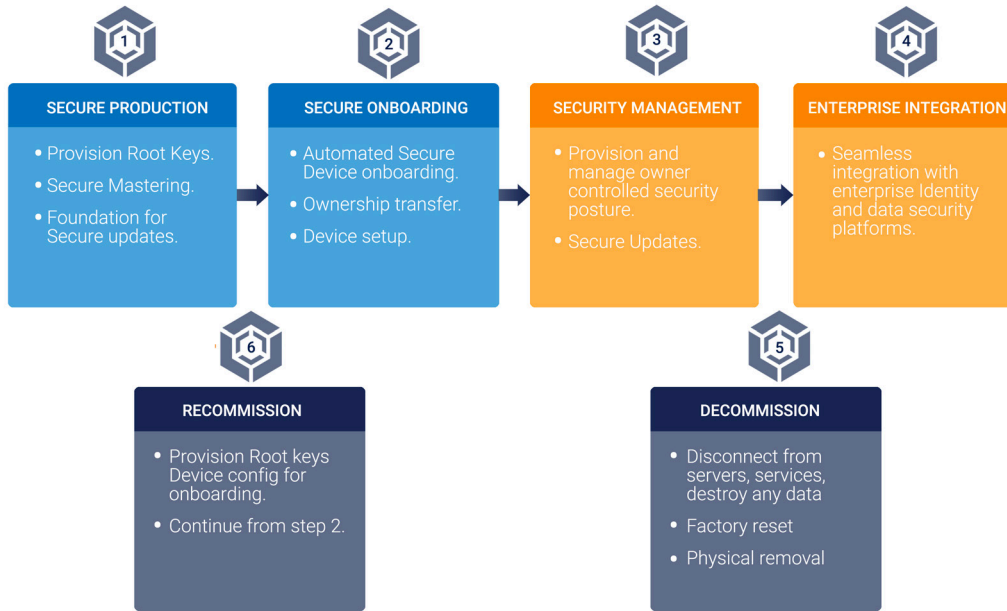 1
2
3
4
SECURE PRODUCTION
• Provision Root Keys.
• Secure Mastering.
• Foundation for
Secure updates.
SECURE ONBOARDING
• Automated Secure
Device onboarding.
• Ownership transfer.
• Device setup.
SECURITY MANAGEMENT
• Provision and
manage owner
controlled security
posture.
• Secure Updates.
ENTERPRISE INTEGRATION
• Seamless
integration with
enterprise Identity
and data security
platforms.
6
RECOMMISSION
• Provision Root keys
Device config for
onboarding.
• Continue from step 2.
5
DECOMMISSION
• Disconnect from
servers, services,
destroy any data
• Factory reset
• Physical removal